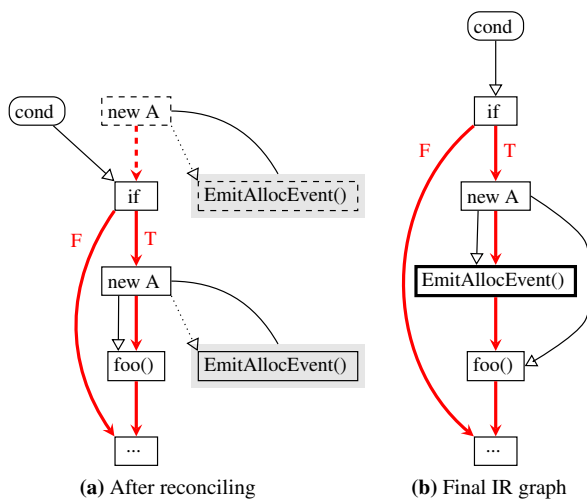 cond
new A
EmitAllocEvent()
if
F
T
new A
foo()
EmitAllocEvent()
...
(a) After reconciling
cond
if
F
T
new A
EmitAllocEvent()
foo()
...
(b) Final IR graph